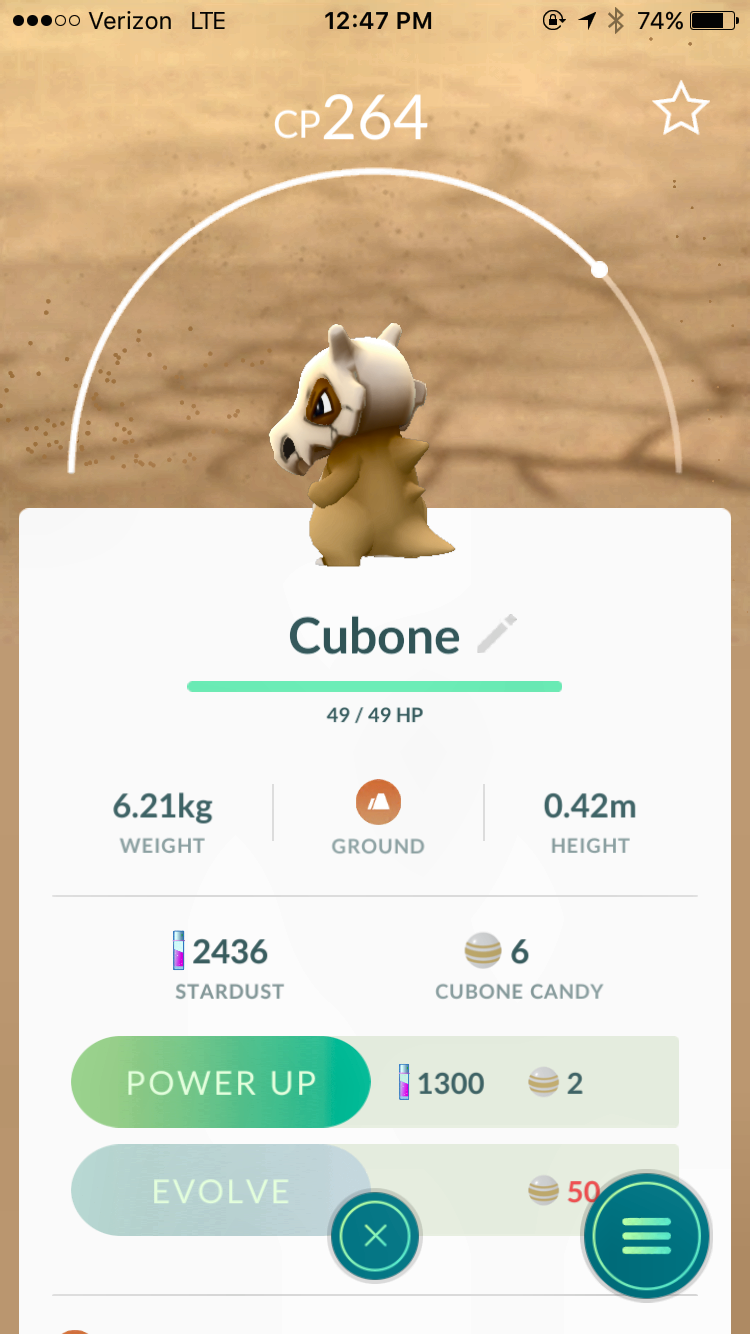 Verizon LTE 12:47 PM 74%
CP264
Cubone
49 / 49 HP
6.21kg 0.42m
WEIGHT GROUND HEIGHT
2436 6
STARDUST CUBONE CANDY
POWER UP 1300 2
EVOLVE 50